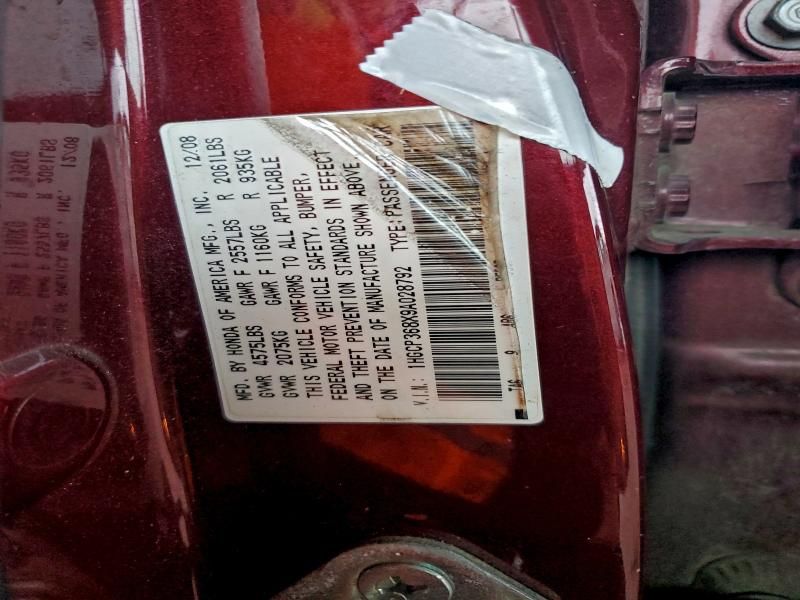 MFD. BY HONDA OF AMERICA MFG., INC. 12/08
GVWR 4575LBS GAWR F 2557LBS R 2061LBS
GVWR 2075KG GAWR F 1160KG R 935KG
THIS VEHICLE CONFORMS TO ALL APPLICABLE
FEDERAL MOTOR VEHICLE SAFETY, BUMPER,
AND THEFT PREVENTION STANDARDS IN EFFECT
ON THE DATE OF MANUFACTURE SHOWN ABOVE.
V.I.N.: 1HGCP368X9A028792 TYPE: PASSENGER CAR